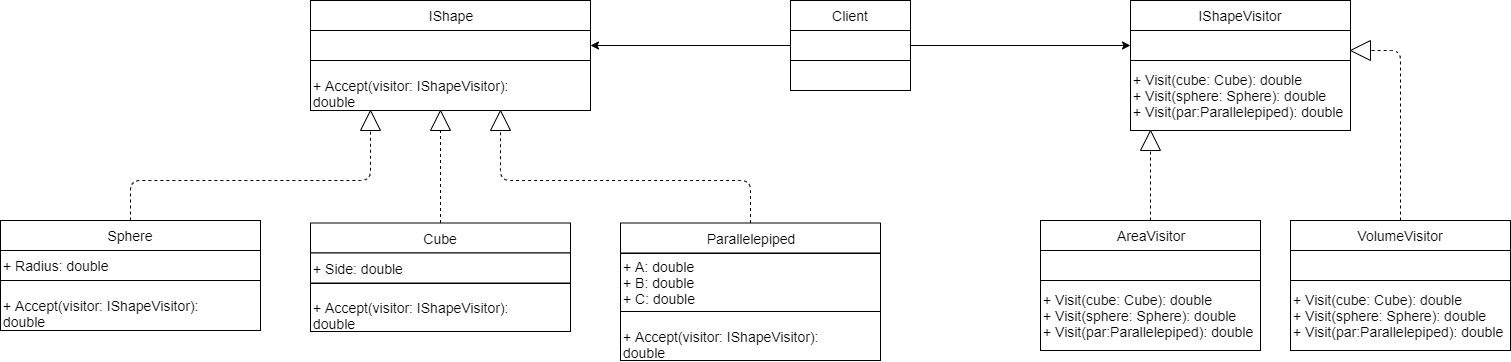 IShape
+ Accept(visitor: IShapeVisitor):
double
Client
IShapeVisitor
+ Visit(cube: Cube): double
+ Visit(sphere: Sphere): double
+ Visit(par:Parallelepiped): double
Sphere
+ Radius: double
+ Accept(visitor: IShapeVisitor):
double
Cube
+ Side: double
+ Accept(visitor: IShapeVisitor):
double
Parallelepiped
+ A: double
+ B: double
+ C: double
+ Accept(visitor: IShapeVisitor):
double
AreaVisitor
+ Visit(cube: Cube): double
+ Visit(sphere: Sphere): double
+ Visit(par:Parallelepiped): double
VolumeVisitor
+ Visit(cube: Cube): double
+ Visit(sphere: Sphere): double
+ Visit(par:Parallelepiped): double